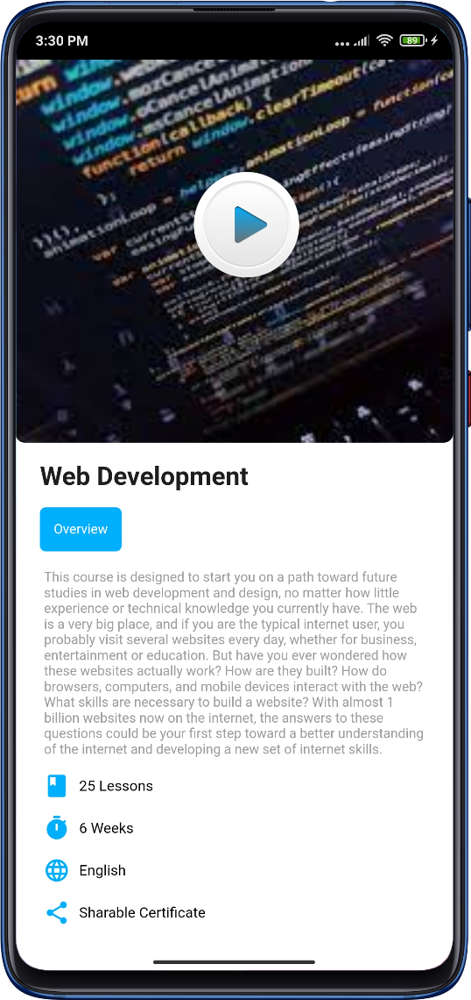 3:30 PM
89
window.
mozCancel
window.oCancelAnimation
window.msCancelAnimation
function(callback) {
return window.clearTimeout(
};
animationLoop = function(
Web Development
Overview
This course is designed to start you on a path toward future
studies in web development and design, no matter how little
experience or technical knowledge you currently have. The web
is a very big place, and if you are the typical internet user, you
probably visit several websites every day, whether for business,
entertainment or education. But have you ever wondered how
these websites actually work? How are they built? How do
browsers, computers, and mobile devices interact with the web?
What skills are necessary to build a website? With almost 1
billion websites now on the internet, the answers to these
questions could be your first step toward a better understanding
of the internet and developing a new set of internet skills.
25 Lessons
6 Weeks
English
Sharable Certificate